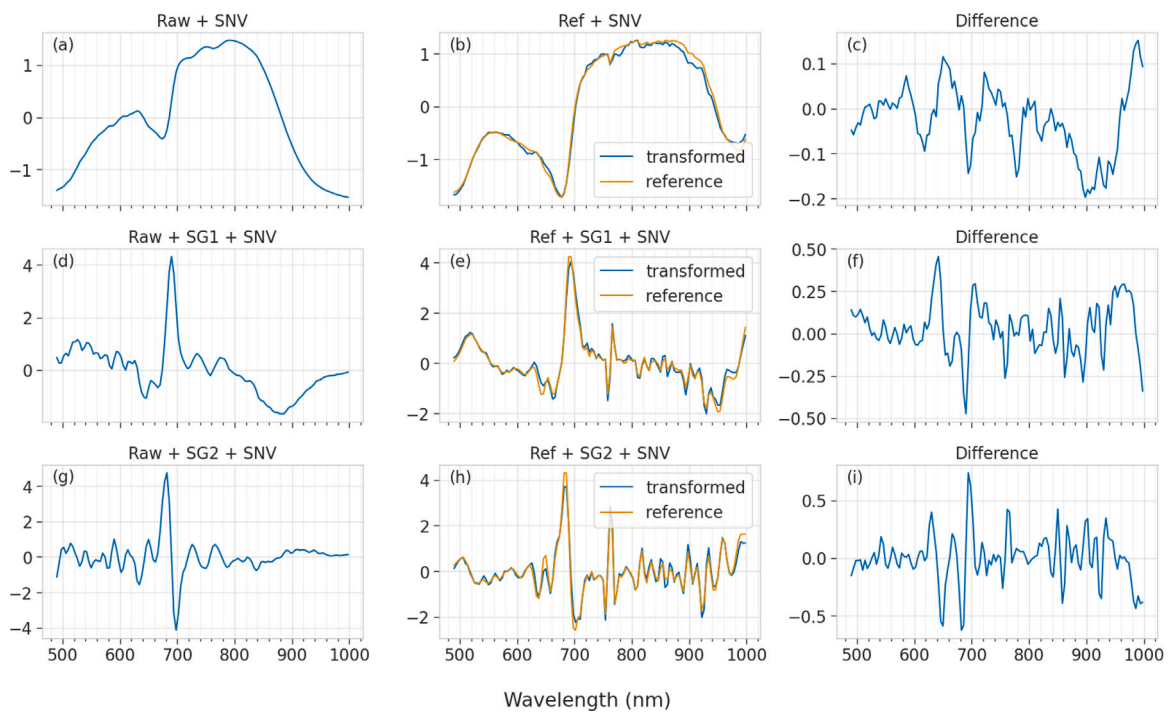 Raw + SNV
Ref + SNV
Difference
(a)
1
0
−1
(b)
1
0
−1
transformed
reference
(c)
0.1
0.0
−0.1
−0.2
Raw + SG1 + SNV
Ref + SG1 + SNV
Difference
(d)
4
2
0
(e)
4
2
0
−2
transformed
reference
(f)
0.50
0.25
0.00
−0.25
−0.50
Raw + SG2 + SNV
Ref + SG2 + SNV
Difference
(g)
4
2
0
−2
−4
(h)
4
2
0
−2
transformed
reference
(i)
0.5
0.0
−0.5
500 600 700 800 900 1000
500 600 700 800 900 1000
500 600 700 800 900 1000
Wavelength (nm)